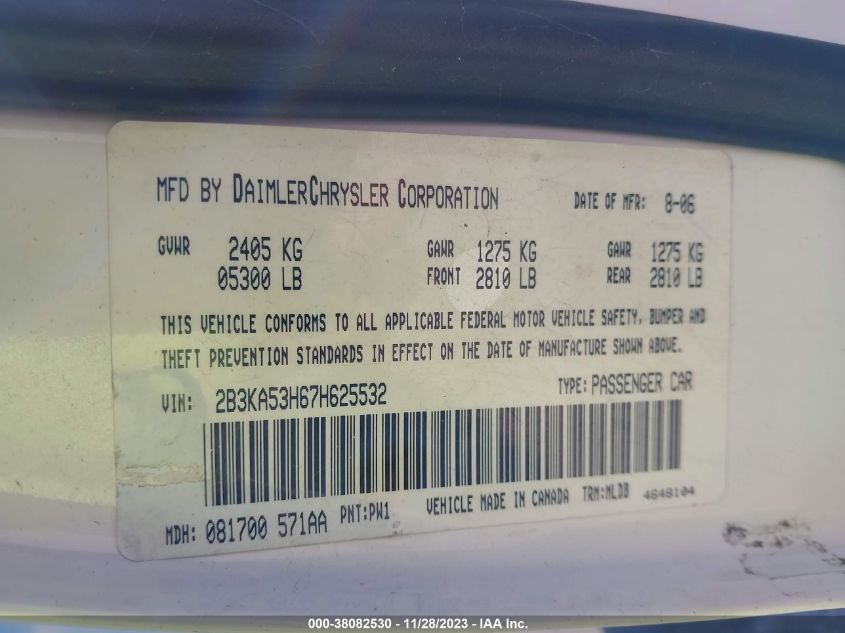 MFD BY DAIMLERCHRYSLER CORPORATION DATE OF MFR: 8-06
GVWR 2405 KG GAWR 1275 KG GAWR 1275 KG
05300 LB FRONT 2810 LB REAR 2810 LB
THIS VEHICLE CONFORMS TO ALL APPLICABLE FEDERAL MOTOR VEHICLE SAFETY, BUMPER AND
THEFT PREVENTION STANDARDS IN EFFECT ON THE DATE OF MANUFACTURE SHOWN ABOVE.
VIN: 2B3KA53H67H625532 TYPE: PASSENGER CAR
MDH: 081700 571AA PNT:PW1 VEHICLE MADE IN CANADA TRM:MLDB 4648104
000-38082530 - 11/28/2023 - IAA Inc.